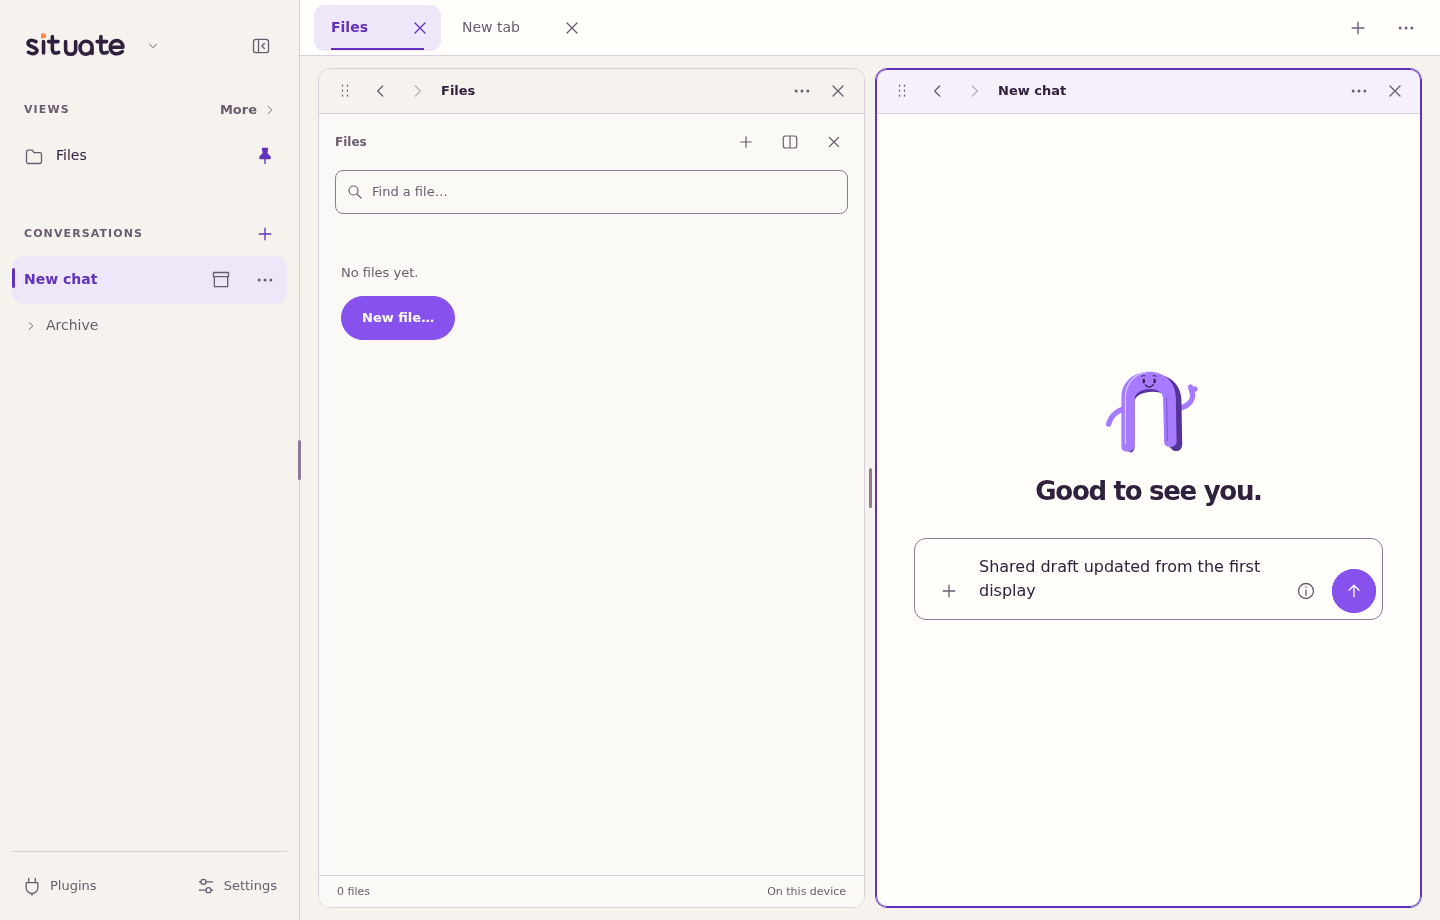 situate
VIEWS
More
Files
CONVERSATIONS
New chat
Archive
Plugins
Settings
Files
New tab
Files
Files
Find a file...
No files yet.
New file...
0 files
On this device
New chat
Good to see you.
Shared draft updated from the first
display